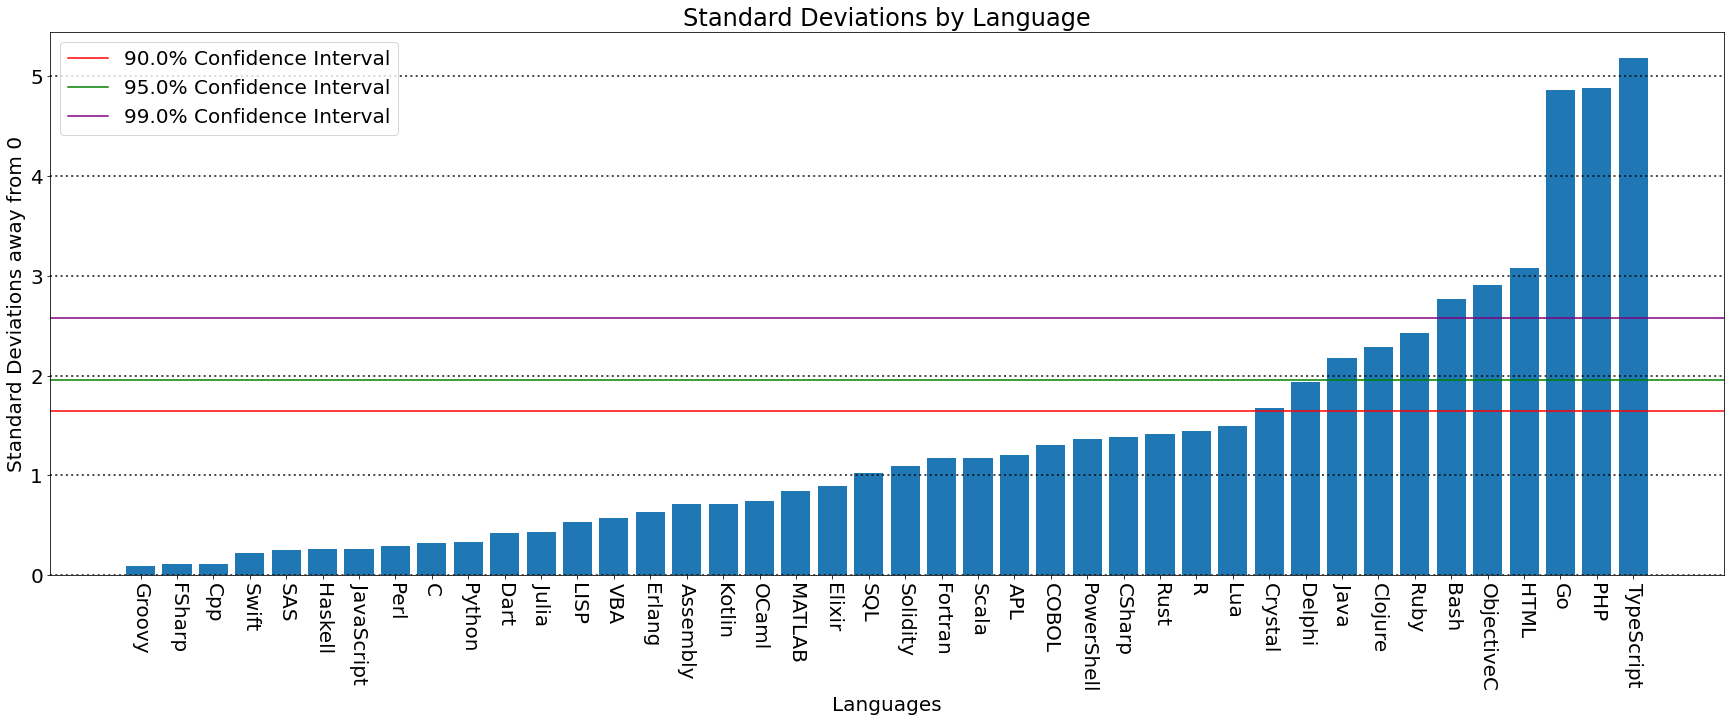 Standard Deviations by Language
90.0% Confidence Interval
95.0% Confidence Interval
99.0% Confidence Interval
Standard Deviations away from 0
5
4
3
2
1
0
Groovy
FSharp
Cpp
Swift
SAS
Haskell
JavaScript
Perl
C
Python
Dart
Julia
LISP
VBA
Erlang
Assembly
Kotlin
OCaml
MATLAB
Elixir
SQL
Solidity
Fortran
Scala
APL
COBOL
PowerShell
CSharp
Rust
R
Lua
Crystal
Delphi
Java
Clojure
Ruby
Bash
ObjectiveC
HTML
Go
PHP
TypeScript
Languages